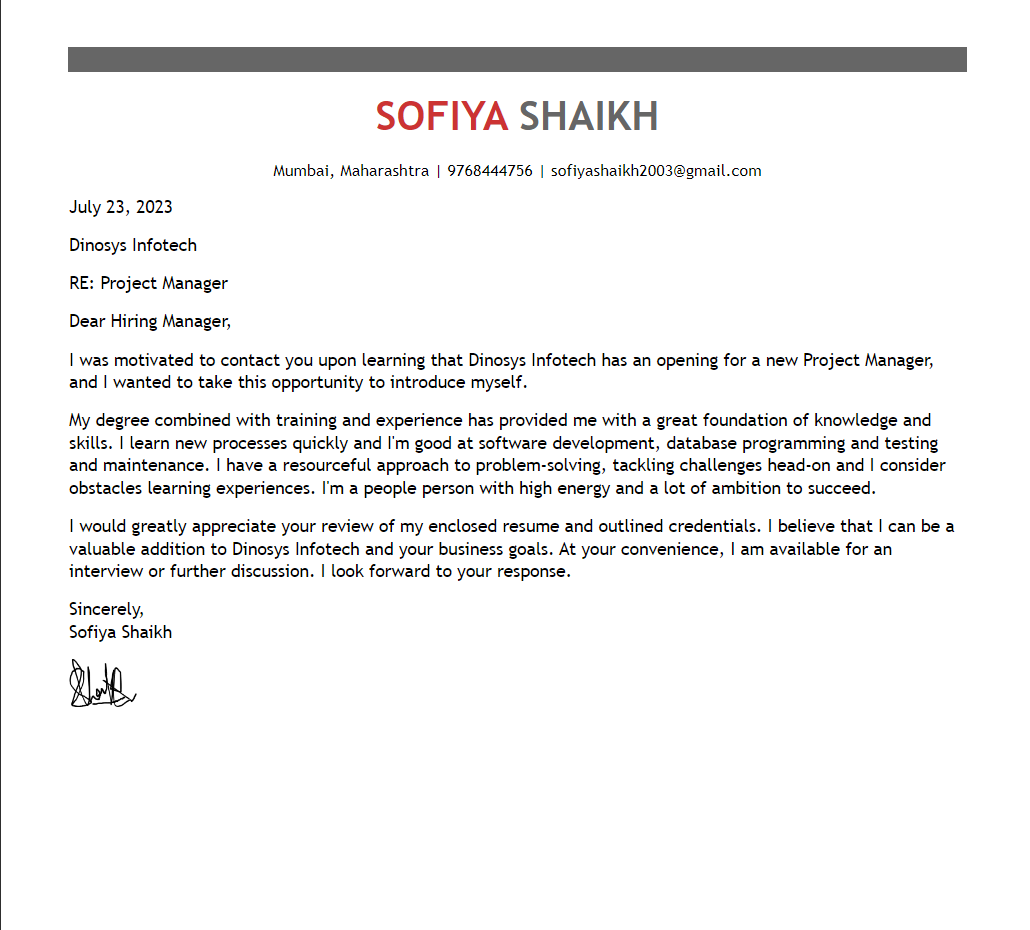 SOFIYA SHAIKH
Mumbai, Maharashtra | 9768444756 | sofiyashaikh2003@gmail.com
July 23, 2023
Dinosys Infotech
RE: Project Manager
Dear Hiring Manager,
I was motivated to contact you upon learning that Dinosys Infotech has an opening for a new Project Manager,
and I wanted to take this opportunity to introduce myself.
My degree combined with training and experience has provided me with a great foundation of knowledge and
skills. I learn new processes quickly and I'm good at software development, database programming and testing
and maintenance. I have a resourceful approach to problem-solving, tackling challenges head-on and I consider
obstacles learning experiences. I'm a people person with high energy and a lot of ambition to succeed.
I would greatly appreciate your review of my enclosed resume and outlined credentials. I believe that I can be a
valuable addition to Dinosys Infotech and your business goals. At your convenience, I am available for an
interview or further discussion. I look forward to your response.
Sincerely,
Sofiya Shaikh